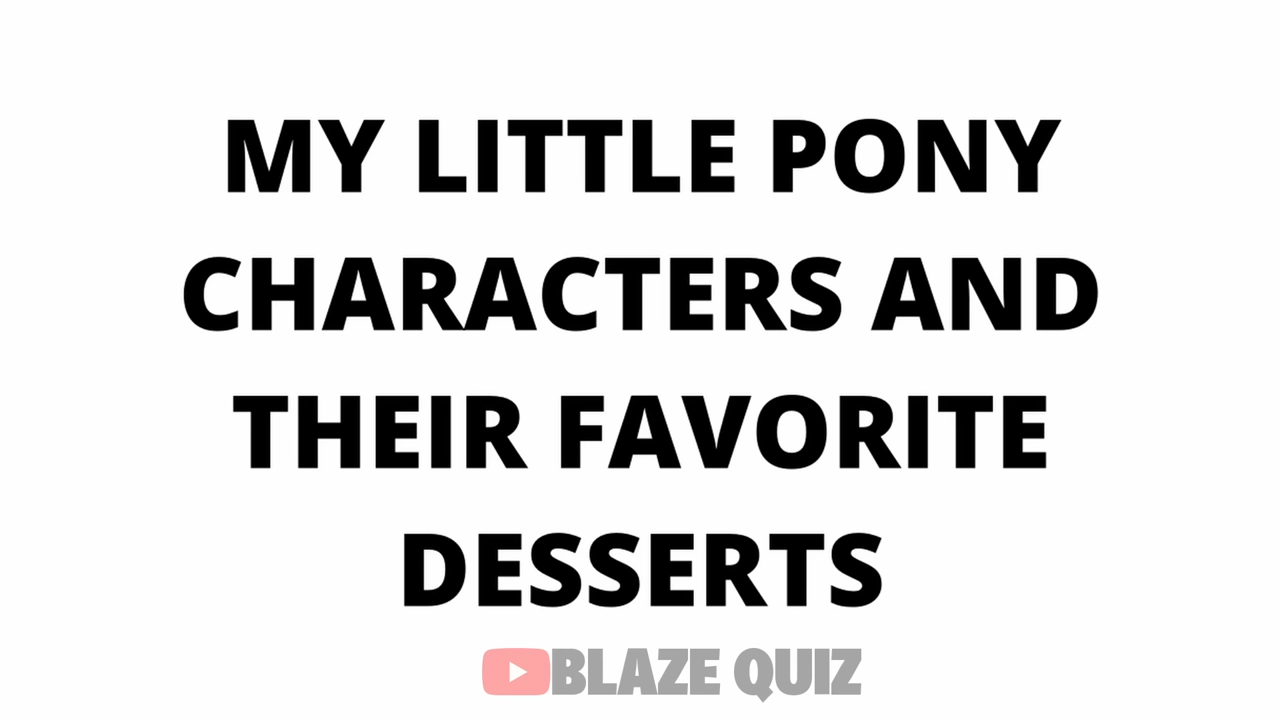 MY LITTLE PONY
CHARACTERS AND
THEIR FAVORITE
DESSERTS
BLAZE QUIZ